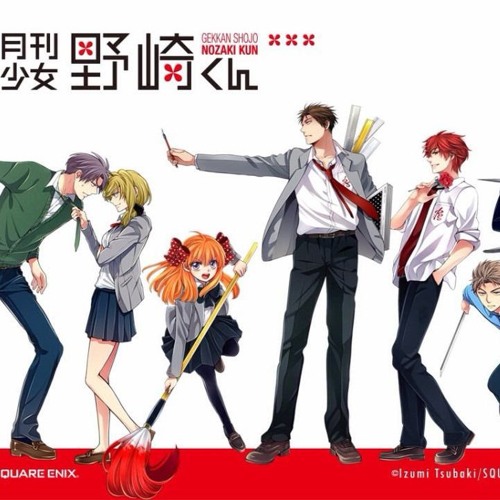 月刊
少女
野崎くん
GEKKAN SHOJO
NOZAKI KUN
SQUARE ENIX.
©Izumi Tsubaki/SQU